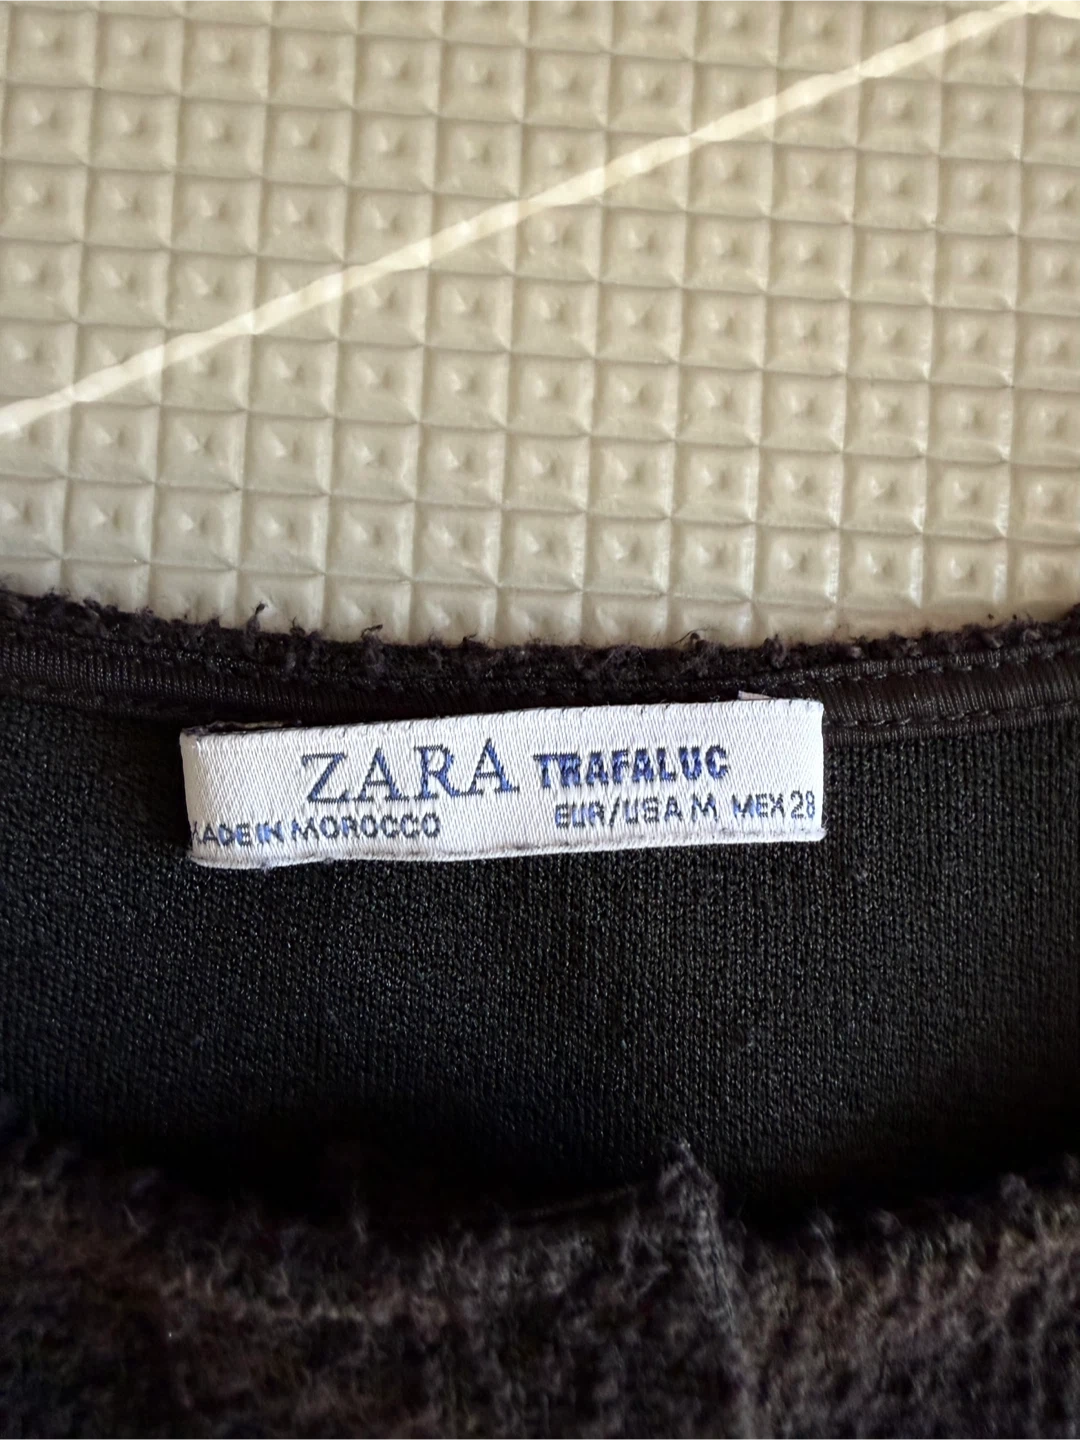 ZARA TRAFALUC
MADE IN MOROCCO EUR/USA M MEX 28